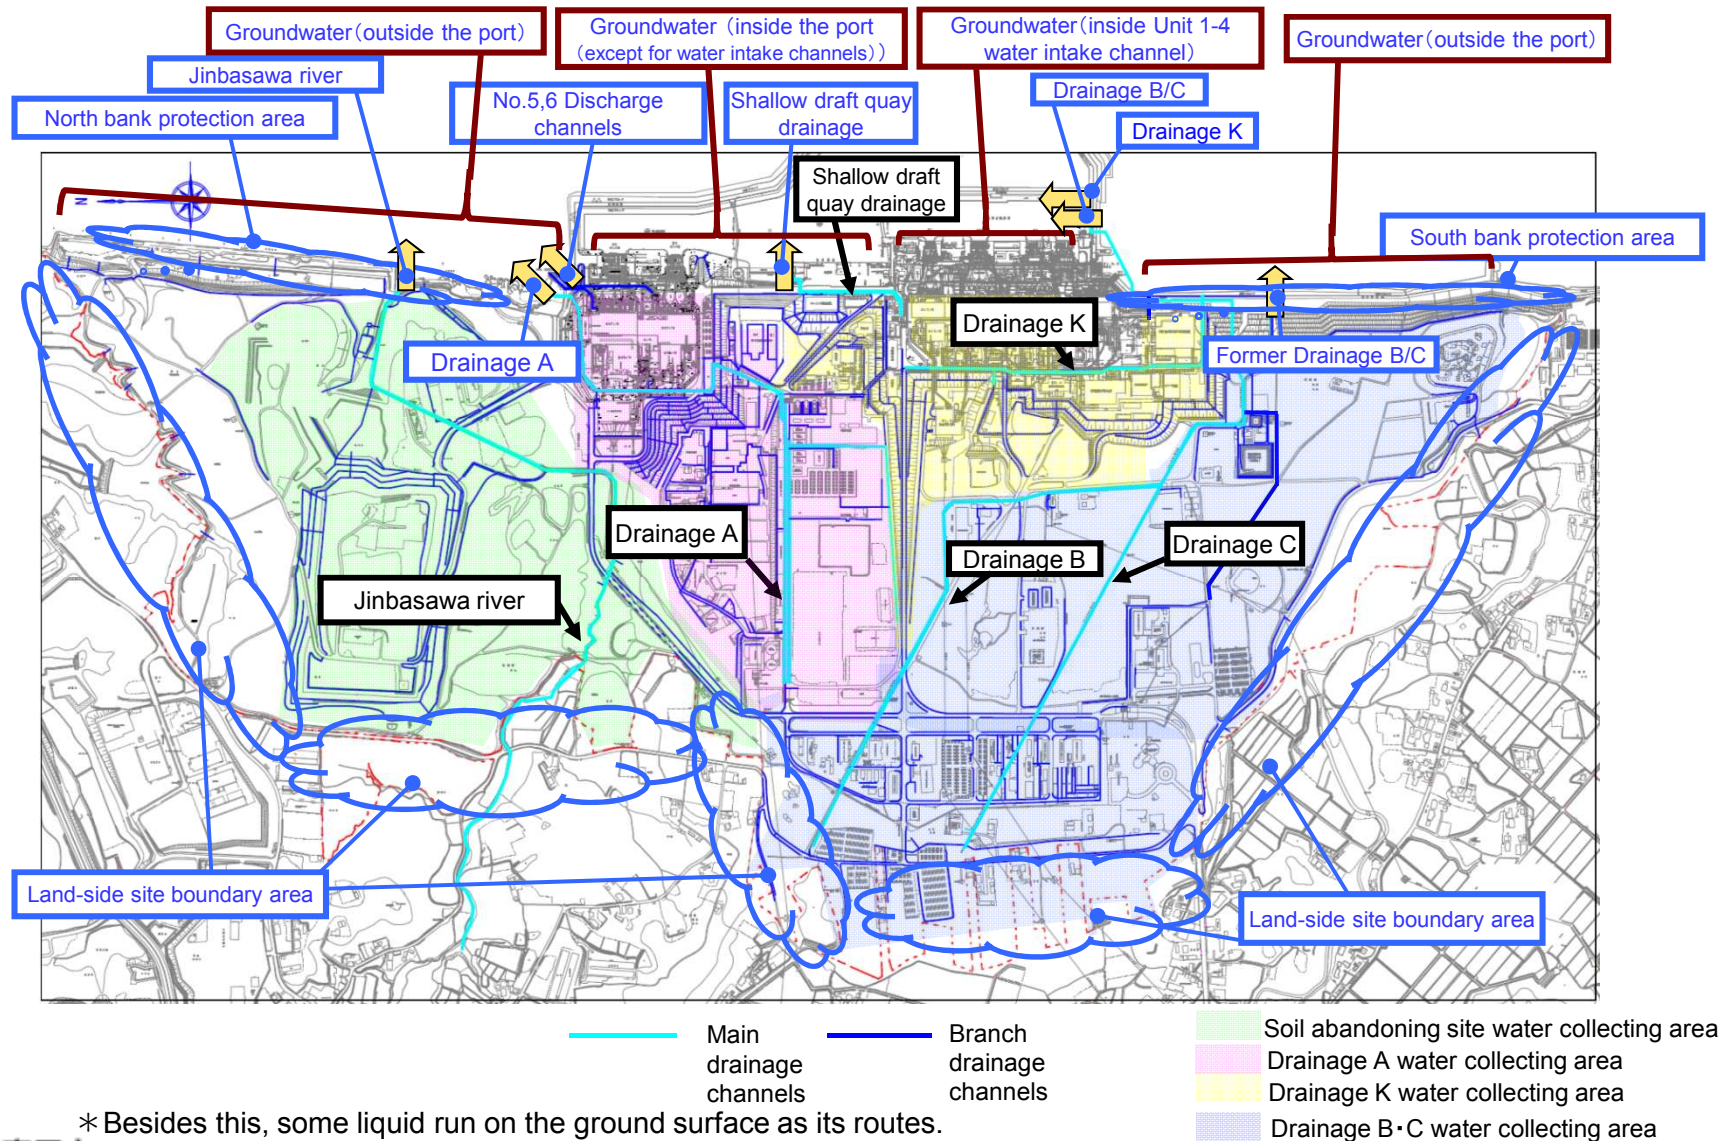 Groundwater(outside the port)
Groundwater (inside the port
(except for water intake channels))
Groundwater(inside Unit 1-4
water intake channel)
Groundwater(outside the port)
Jinbasawa river
North bank protection area
No.5,6 Discharge
channels
Shallow draft quay
drainage
Drainage B/C
Drainage K
Shallow draft
quay drainage
South bank protection area
N
Drainage K
Drainage A
Former Drainage B/C
Drainage A
Drainage B
Drainage C
Jinbasawa river
Land-side site boundary area
Land-side site boundary area
Main
drainage
channels
Branch
drainage
channels
Soil abandoning site water collecting area
Drainage A water collecting area
Drainage K water collecting area
Drainage B・C water collecting area
＊Besides this, some liquid run on the ground surface as its routes.